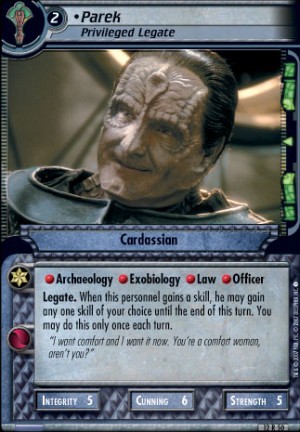 2
•Parek
Privileged Legate
Cardassian
Archaeology Exobiology Law Officer
Legate. When this personnel gains a skill, he may gain
any one skill of your choice until the end of this turn. You
may do this only once each turn.
"I want comfort and I want it now. You're a comfort woman,
aren't you?"
INTEGRITY 5 CUNNING 6 STRENGTH 5
12 R 50